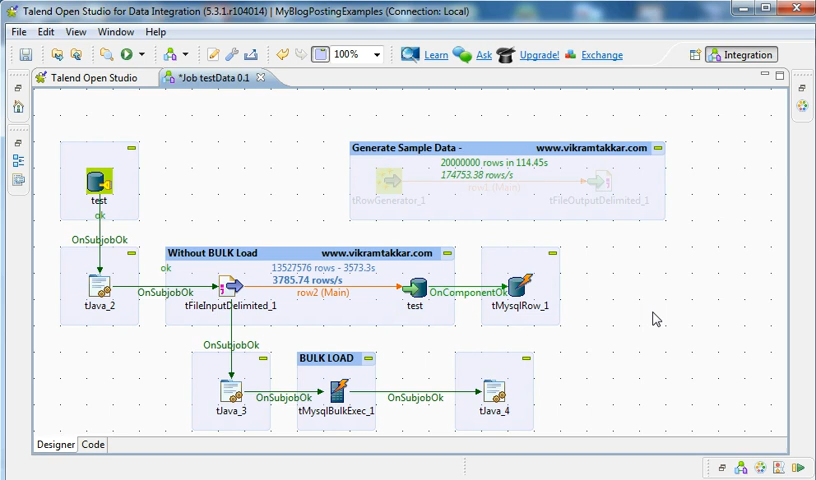 Talend Open Studio for Data Integration (5.3.1.r104014) | MyBlogPostingExamples (Connection: Local)
File Edit View Window Help
100% Learn Ask Upgrade! Exchange Integration
Talend Open Studio *Job testData 0.1
Generate Sample Data - www.vikramtakkar.com
20000000 rows in 114.45s
174753.38 rows/s
row1 (Main)
test
tRowGenerator_1 tFileOutputDelimited_1
ok
OnSubjobOk
Without BULK Load www.vikramtakkar.com
ok 13527576 rows - 3573.3s
3785.74 rows/s
OnSubjobOk row2 (Main) OnComponentOk
tJava_2 tFileInputDelimited_1 test tMysqlRow_1
OnSubjobOk
BULK LOAD
OnSubjobOk OnSubjobOk
tJava_3 tMysqlBulkExec_1 tJava_4
Designer Code